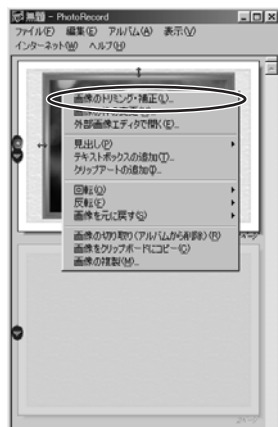 無題 - PhotoRecord
ファイル(F) 編集(E) アルバム(A) 表示(V)
インターネット(W) ヘルプ(H)
画像のトリミング・補正(L)...
外部画像エディタで開く(E)...
見出し(P)
テキストボックスの追加(T)...
クリップアートの追加(I)...
回転(O)
反転(F)
画像を元に戻す(S)
画像の切り取り(アルバムから削除)(R)
画像をクリップボードにコピー(C)
画像の複製(M)...